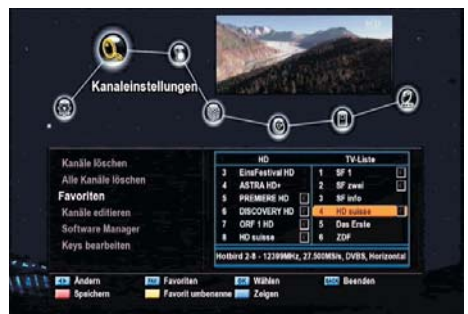 Kanaleinstellungen
Kanäle löschen
Alle Kanäle löschen
Favoriten
Kanäle editieren
Software Manager
Keys bearbeiten
HD
3 EinsFestival HD
4 ASTRA HD+
5 PREMIERE HD
6 DISCOVERY HD
7 ORF 1 HD
8 HD suisse
TV-Liste
1 SF 1
2 SF zwei
3 SF info
4 HD suisse
5 Das Erste
6 ZDF
Hotbird 2-8 - 12399MHz, 27.500MS/s, DVBS, Horizontal
Ändern
FAV Favoriten
OK Wählen
BACK Beenden
Speichern
Favorit umbenenne
Zeigen